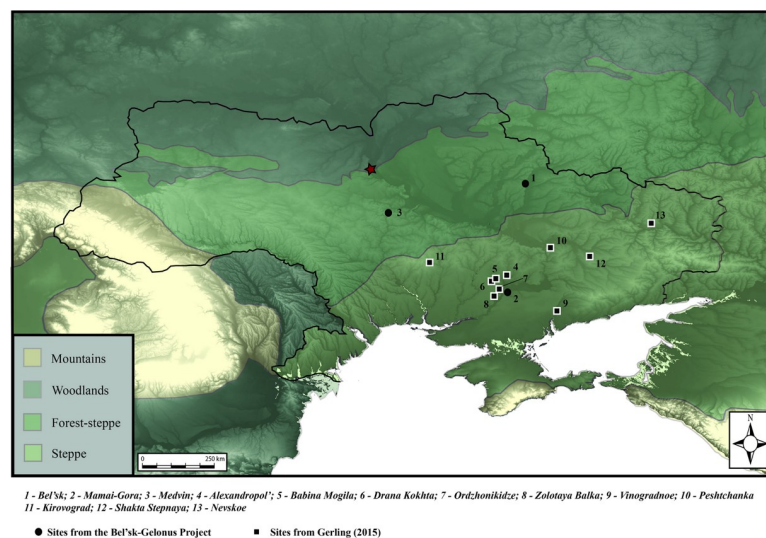 1
3
13
10
12
11
5
4
6
7
8
2
9
Mountains
Woodlands
Forest-steppe
Steppe
0 250 km
N
1 - Bel'sk; 2 - Mamai-Gora; 3 - Medvin; 4 - Alexandropol'; 5 - Babina Mogila; 6 - Drana Kokhta; 7 - Ordzhonikidze; 8 - Zolotaya Balka; 9 - Vinogradnoe; 10 - Peshtchanka
11 - Kirovograd; 12 - Shakta Stepnaya; 13 - Nevskoe
Sites from the Bel'sk-Gelonus Project Sites from Gerling (2015)